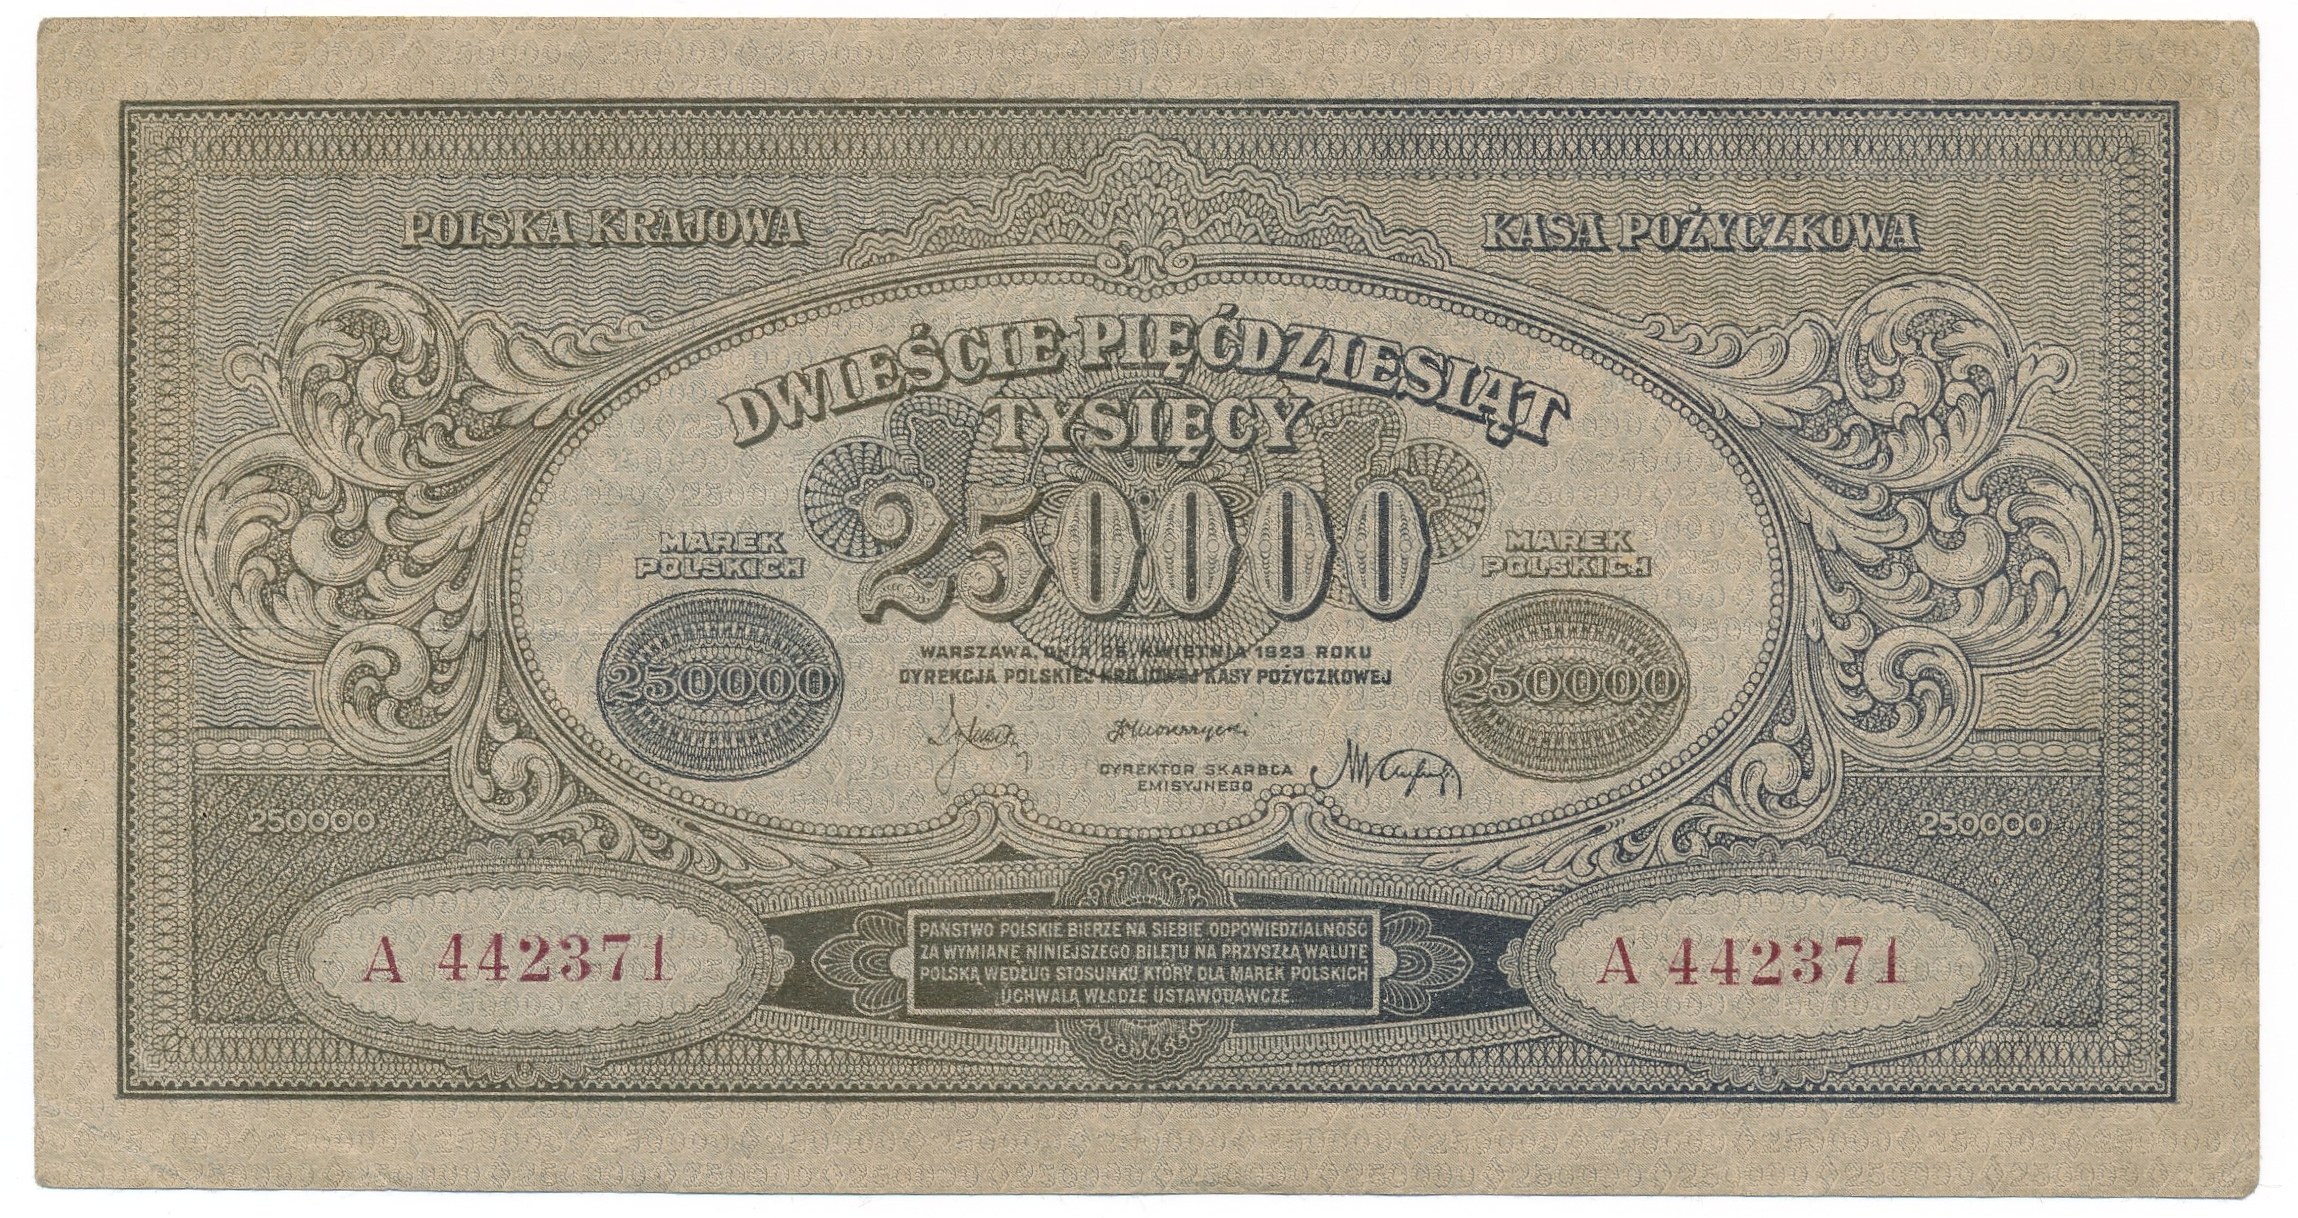 POLSKA KRAJOWA
KASA POŻYCZKOWA
DWIEŚCIE PIĘĆDZIESIĄT
TYSIĘCY
250000
MAREK
POLSKICH
250000
MAREK
POLSKICH
250000
WARSZAWA, DNIA 25. KWIETNIA 1923 ROKU
DYREKCJA POLSKIEJ KRAJOWEJ KASY POŻYCZKOWEJ
DYREKTOR SKARBCA
EMISYJNEGO
250000
250000
A 442371
A 442371
PAŃSTWO POLSKIE BIERZE NA SIEBIE ODPOWIEDZIALNOŚĆ
ZA WYMIANĘ NINIEJSZEGO BILETU NA PRZYSZŁĄ WALUTĘ
POLSKĄ WEDŁUG STOSUNKU, KTÓRY DLA MAREK POLSKICH
UCHWALĄ WŁADZE USTAWODAWCZE.